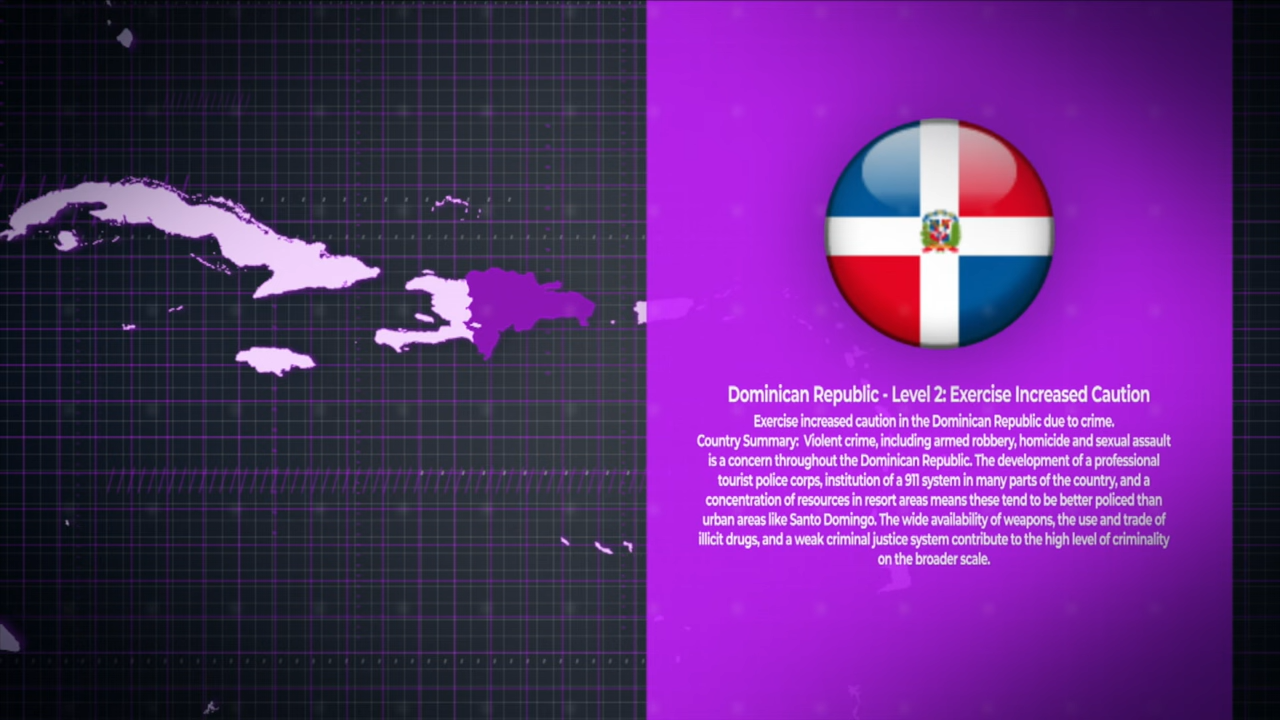 Dominican Republic - Level 2: Exercise Increased Caution
Exercise increased caution in the Dominican Republic due to crime.
Country Summary:  Violent crime, including armed robbery, homicide and sexual assault
is a concern throughout the Dominican Republic. The development of a professional
tourist police corps, institution of a 911 system in many parts of the country, and a
concentration of resources in resort areas means these tend to be better policed than
urban areas like Santo Domingo. The wide availability of weapons, the use and trade of
illicit drugs, and a weak criminal justice system contribute to the high level of criminality
on the broader scale.